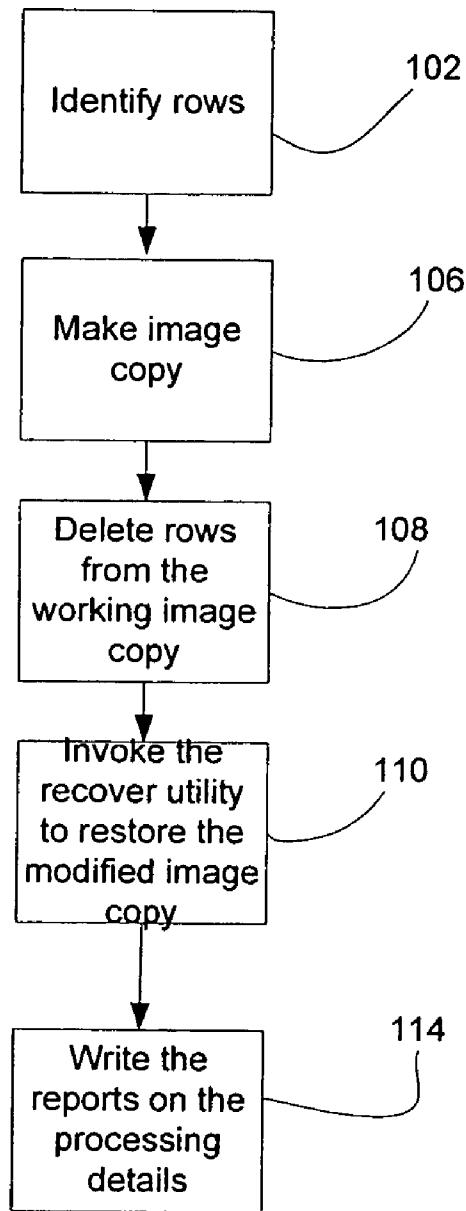 Identify rows
102
Make image
copy
106
Delete rows
from the
working image
copy
108
Invoke the
recover utility
to restore the
modified image
copy
110
Write the
reports on the
processing
details
114